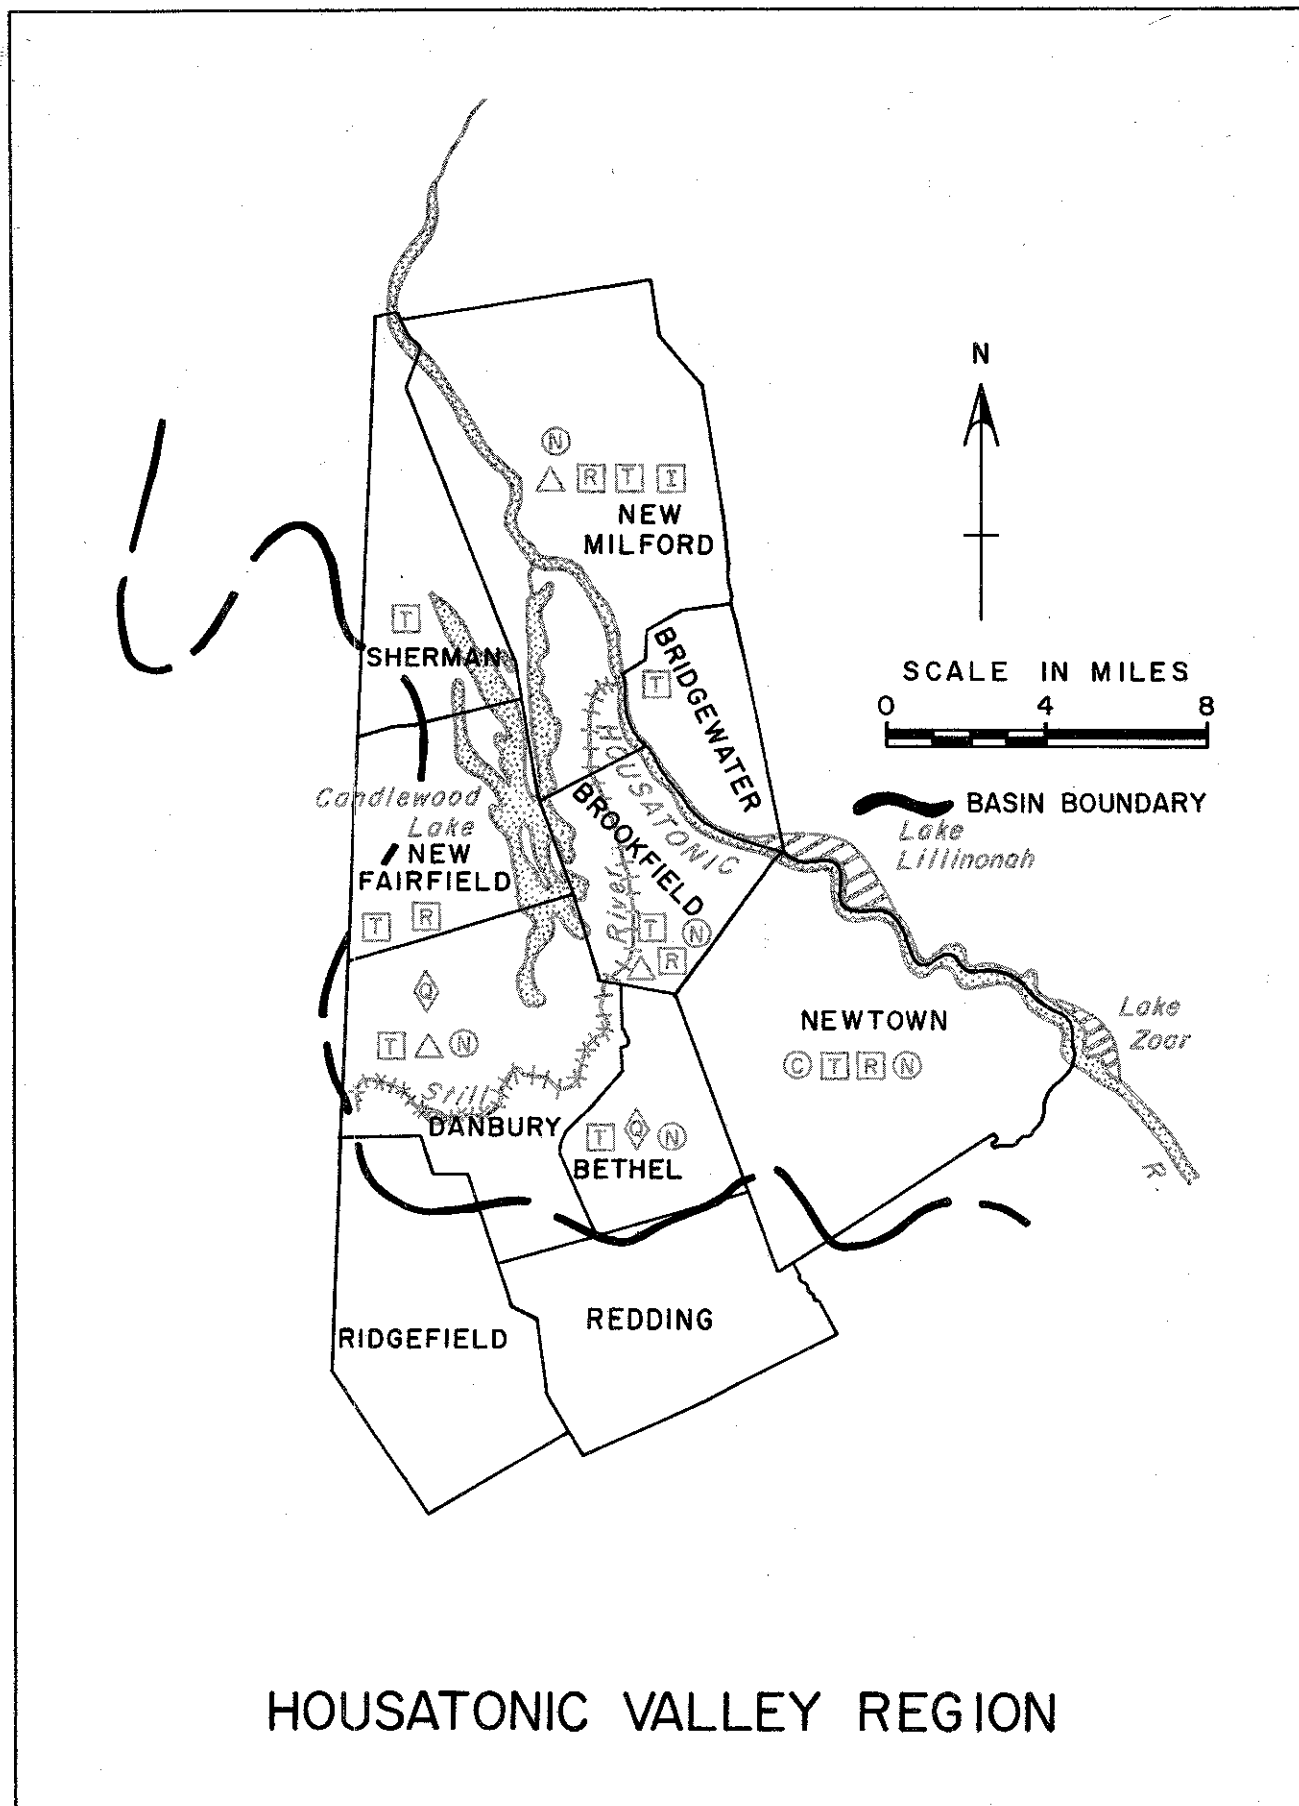 N
N
△ R T I
NEW
MILFORD
T
SHERMAN
BRIDGEWATER
T
SCALE IN MILES
0 4 8
BASIN BOUNDARY
HOUSATONIC
Candlewood
Lake
BROOKFIELD
Lake
Lillinonah
NEW
FAIRFIELD
T R
River
T N
△ R
Q
T △ N
Still
DANBURY
NEWTOWN
C T R N
Lake
Zoar
T Q N
BETHEL
R.
REDDING
RIDGEFIELD
HOUSATONIC VALLEY REGION